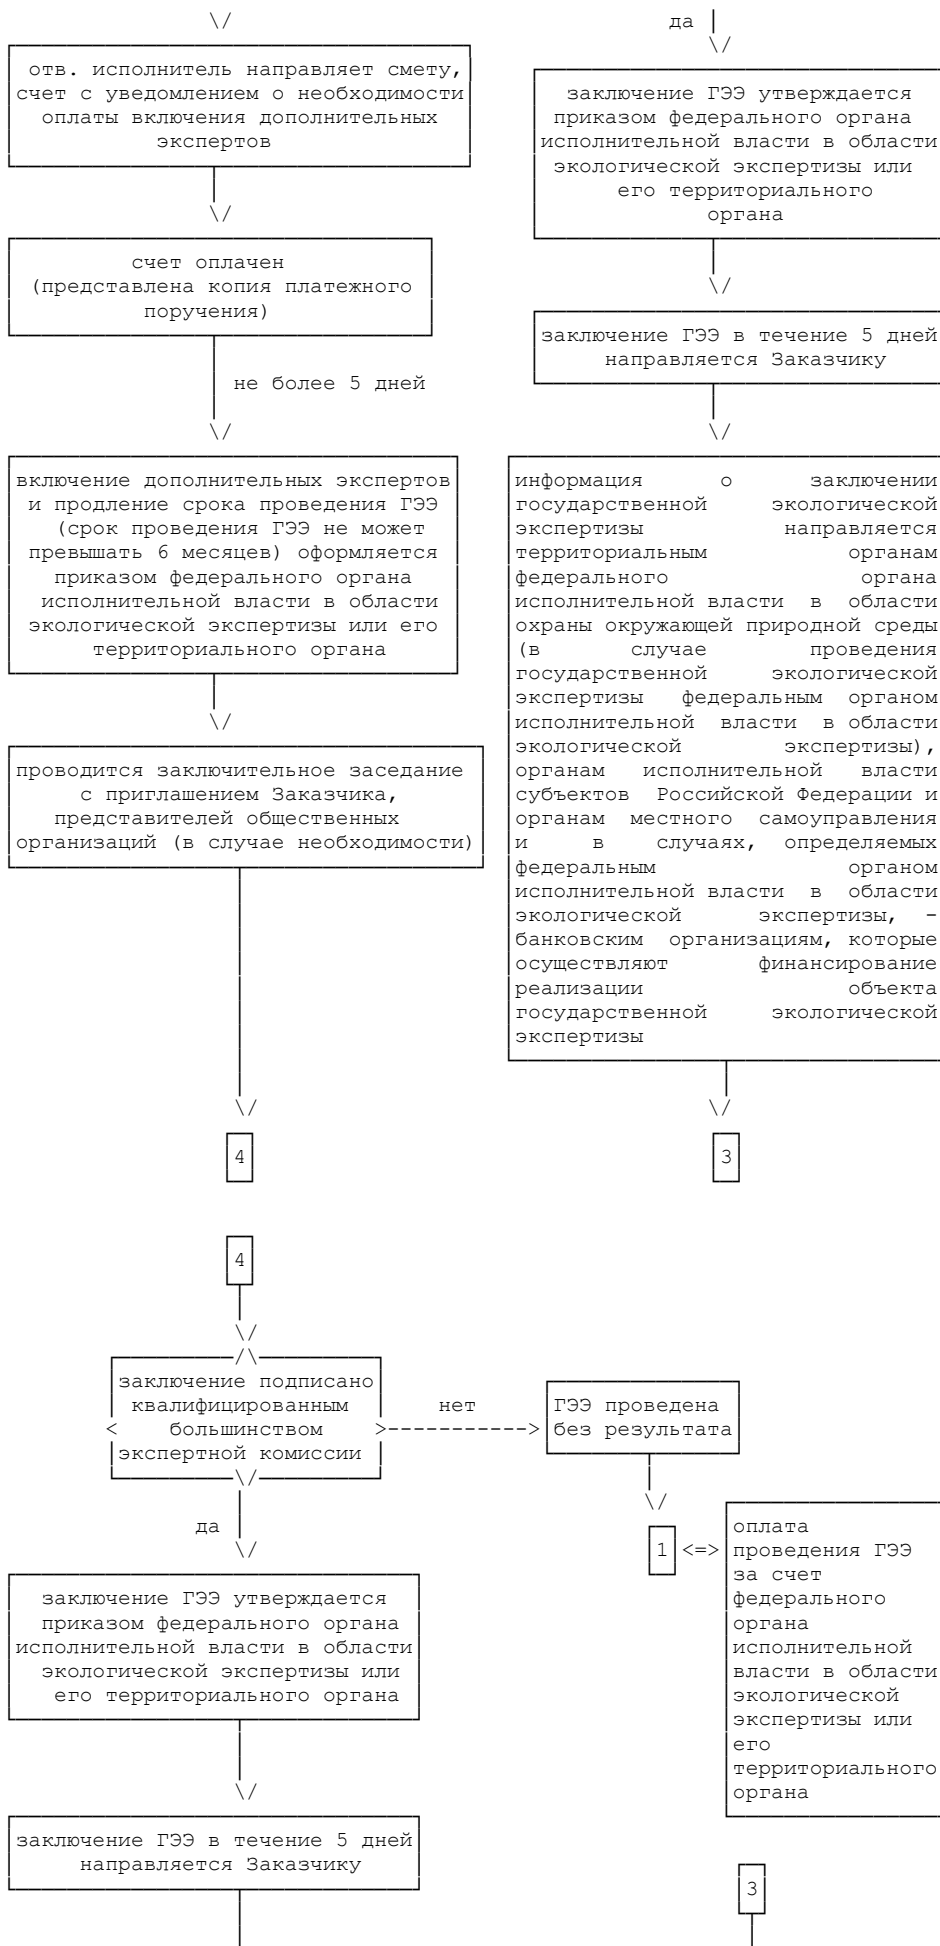 да
отв. исполнитель направляет смету,
счет с уведомлением о необходимости
оплаты включения дополнительных
экспертов
заключение ГЭЭ утверждается
приказом федерального органа
исполнительной власти в области
экологической экспертизы или
его территориального
органа
счет оплачен
(представлена копия платежного
поручения)
заключение ГЭЭ в течение 5 дней
направляется Заказчику
не более 5 дней
включение дополнительных экспертов
и продление срока проведения ГЭЭ
(срок проведения ГЭЭ не может
превышать 6 месяцев) оформляется
приказом федерального органа
исполнительной власти в области
экологической экспертизы или его
территориального органа
проводится заключительное заседание
с приглашением Заказчика,
представителей общественных
организаций (в случае необходимости)
информация о заключении
государственной экологической
экспертизы направляется
территориальным органам
федерального органа
исполнительной власти в области
охраны окружающей природной среды
(в случае проведения
государственной экологической
экспертизы федеральным органом
исполнительной власти в области
экологической экспертизы),
органам исполнительной власти
субъектов Российской Федерации и
органам местного самоуправления
и в случаях, определяемых
федеральным органом
исполнительной власти в области
экологической экспертизы, -
банковским организациям, которые
осуществляют финансирование
реализации объекта
государственной экологической
экспертизы
4
3
4
заключение подписано
квалифицированным
большинством
экспертной комиссии
нет
ГЭЭ проведена
без результата
да
1 <=>
оплата
проведения ГЭЭ
за счет
федерального
органа
исполнительной
власти в области
экологической
экспертизы или
его
территориального
органа
заключение ГЭЭ утверждается
приказом федерального органа
исполнительной власти в области
экологической экспертизы или
его территориального органа
заключение ГЭЭ в течение 5 дней
направляется Заказчику
3